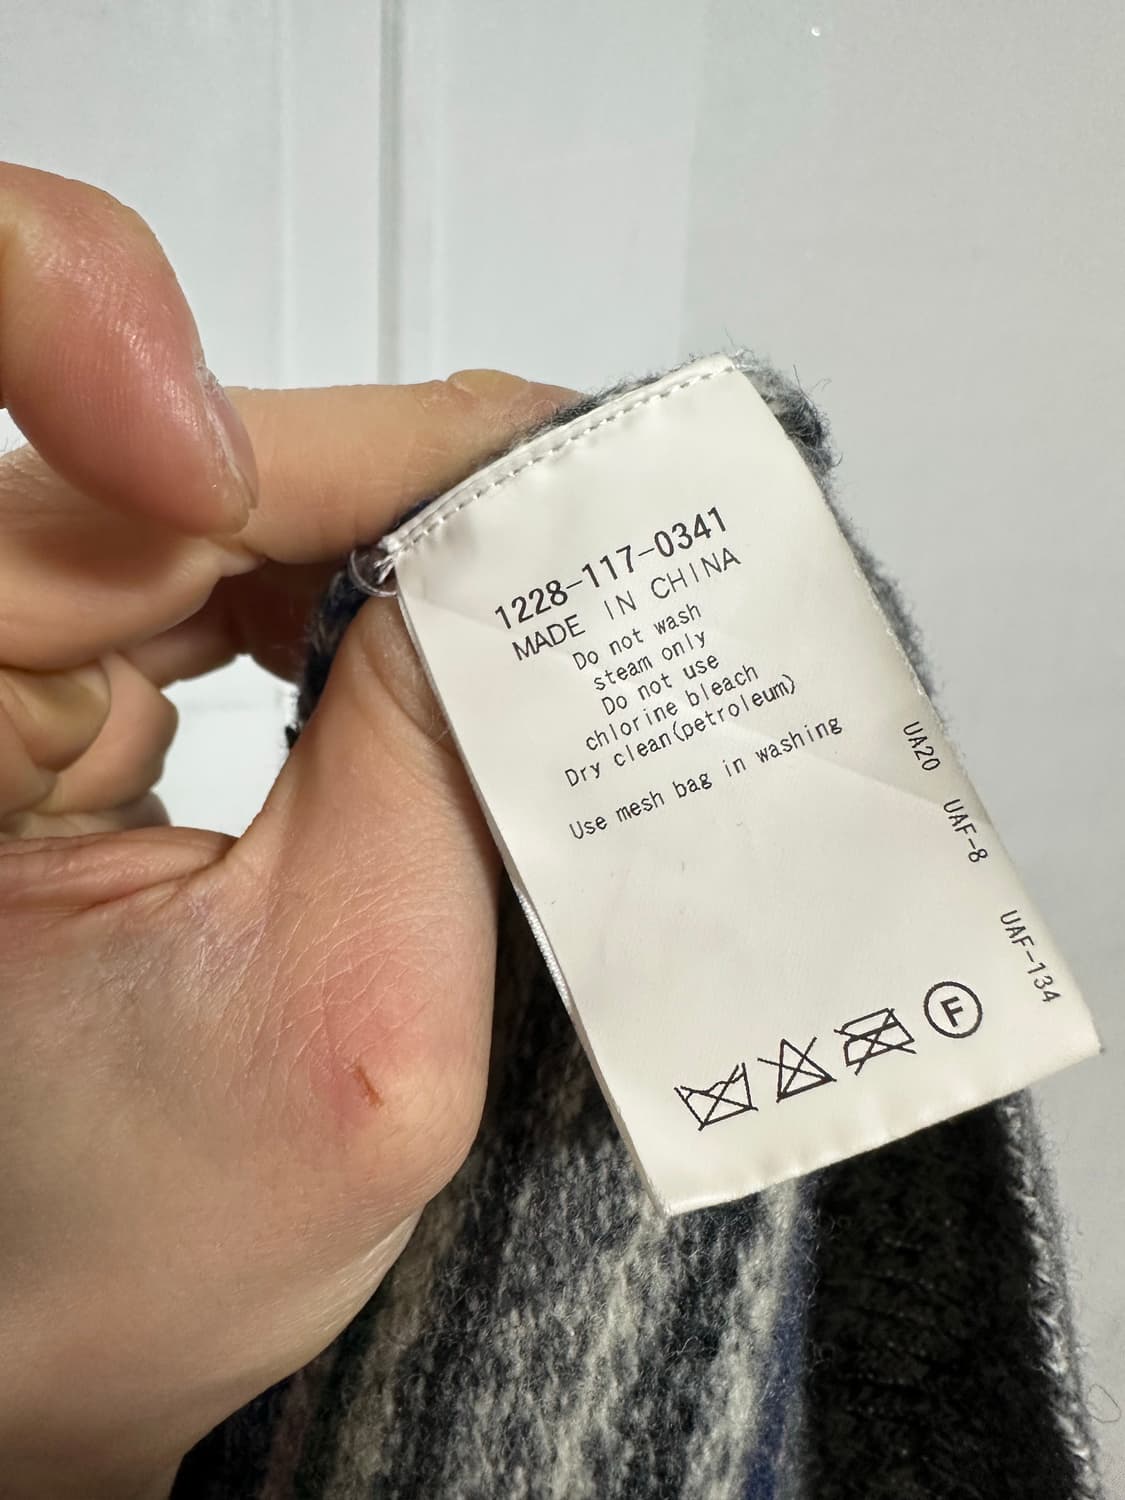 1228-117-0341
MADE IN CHINA
Do not wash
steam only
Do not use
chlorine bleach
Dry clean(petroleum)
Use mesh bag in washing
UA20 UAF-8 UAF-134
F